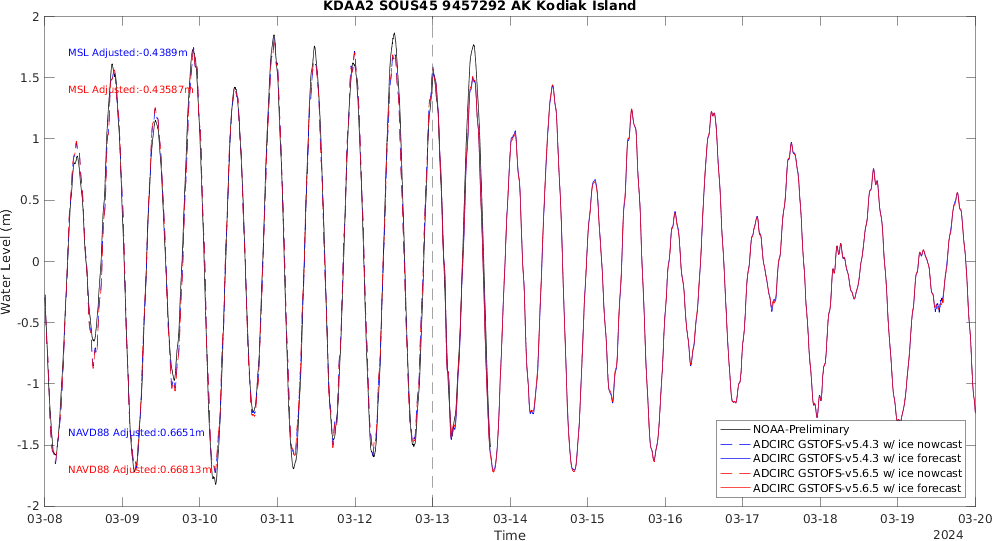 KDAA2 SOUS45 9457292 AK Kodiak Island
2
1.5
1
0.5
0
-0.5
-1
-1.5
-2
Water Level (m)
MSL Adjusted:-0.4389m
MSL Adjusted:-0.43587m
NAVD88 Adjusted:0.6651m
NAVD88 Adjusted:0.66813m
NOAA-Preliminary
ADCIRC GSTOFS-v5.4.3 w/ ice nowcast
ADCIRC GSTOFS-v5.4.3 w/ ice forecast
ADCIRC GSTOFS-v5.6.5 w/ ice nowcast
ADCIRC GSTOFS-v5.6.5 w/ ice forecast
03-08 03-09 03-10 03-11 03-12 03-13 03-14 03-15 03-16 03-17 03-18 03-19 03-20
Time
2024